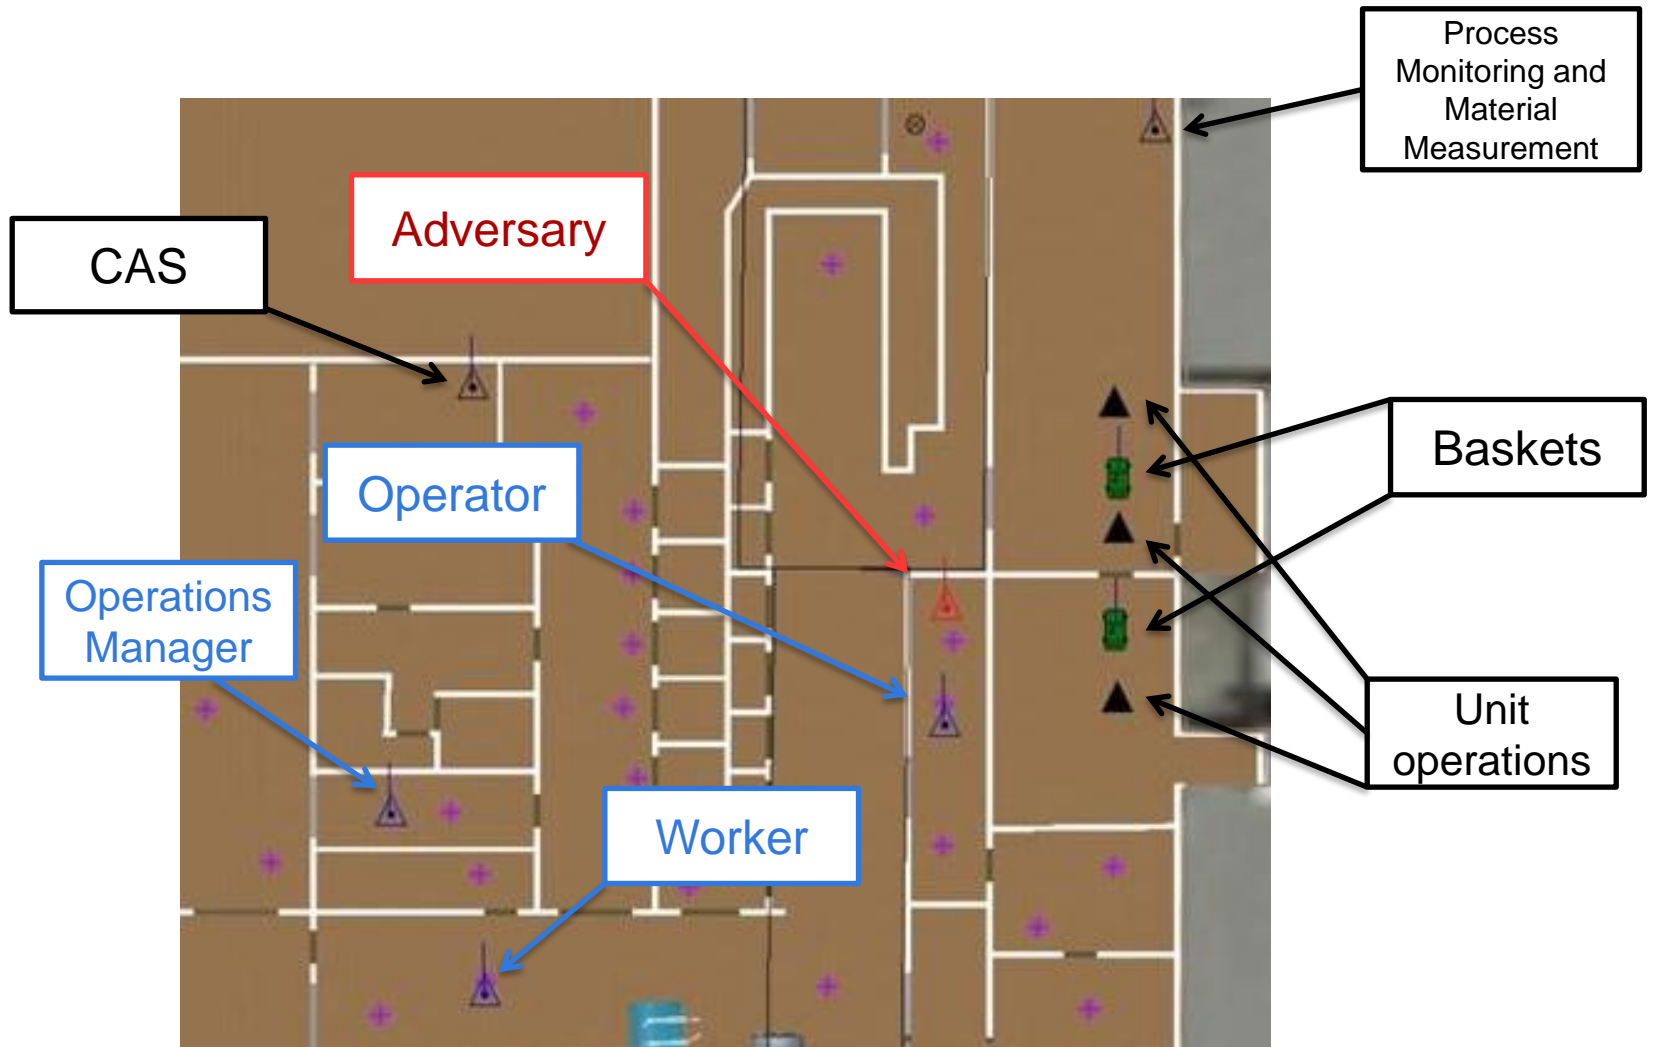 Process
Monitoring and
Material
Measurement
Adversary
CAS
Baskets
Operator
Operations
Manager
Unit
operations
Worker